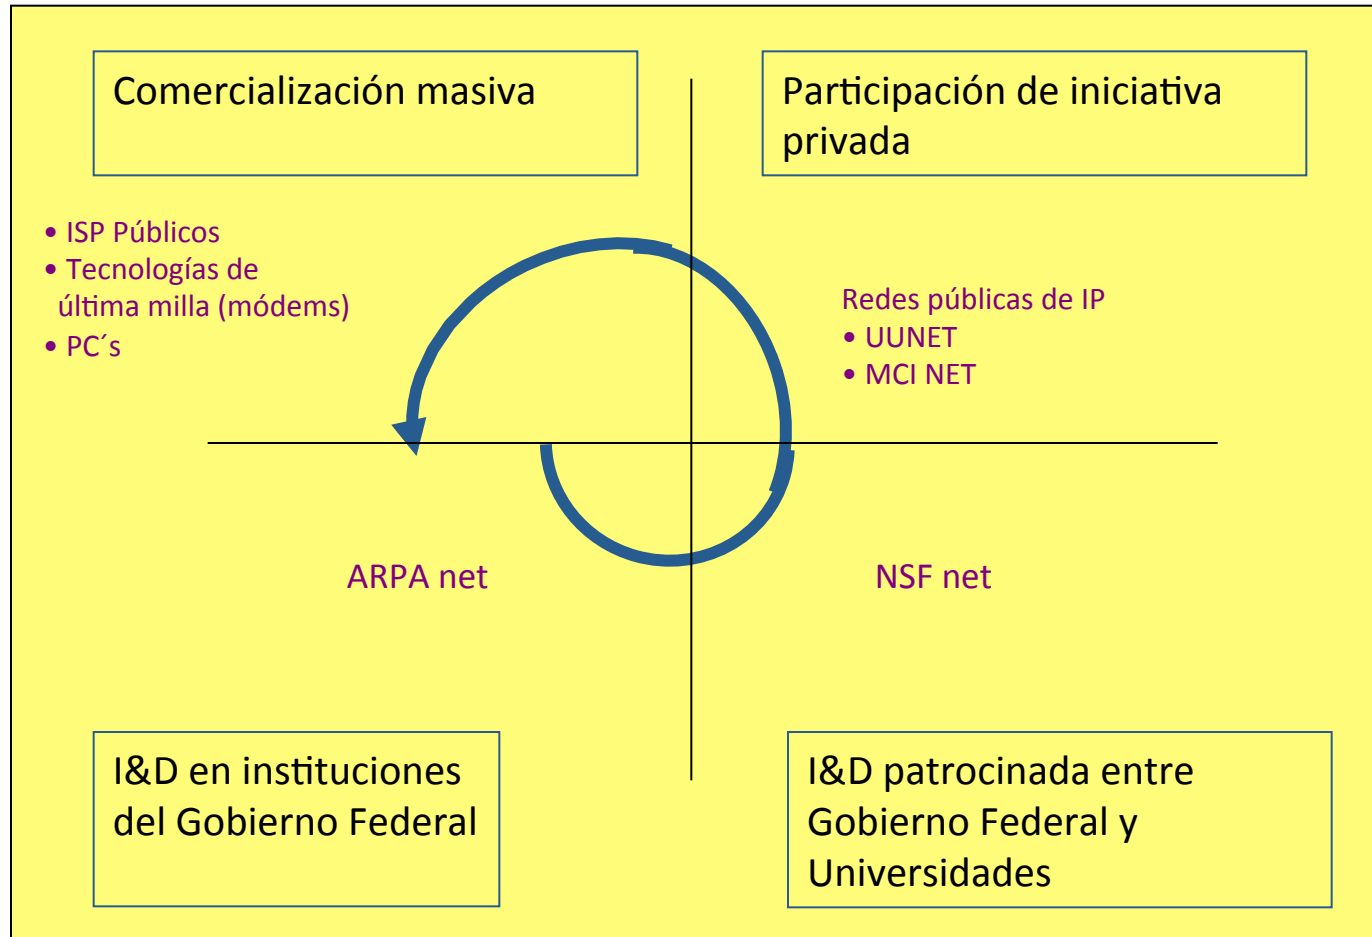 Comercialización masiva
Participación de iniciativa
privada
• ISP Públicos
• Tecnologías de
última milla (módems)
• PC´s
Redes públicas de IP
• UUNET
• MCI NET
ARPA net
NSF net
I&D en instituciones
del Gobierno Federal
I&D patrocinada entre
Gobierno Federal y
Universidades